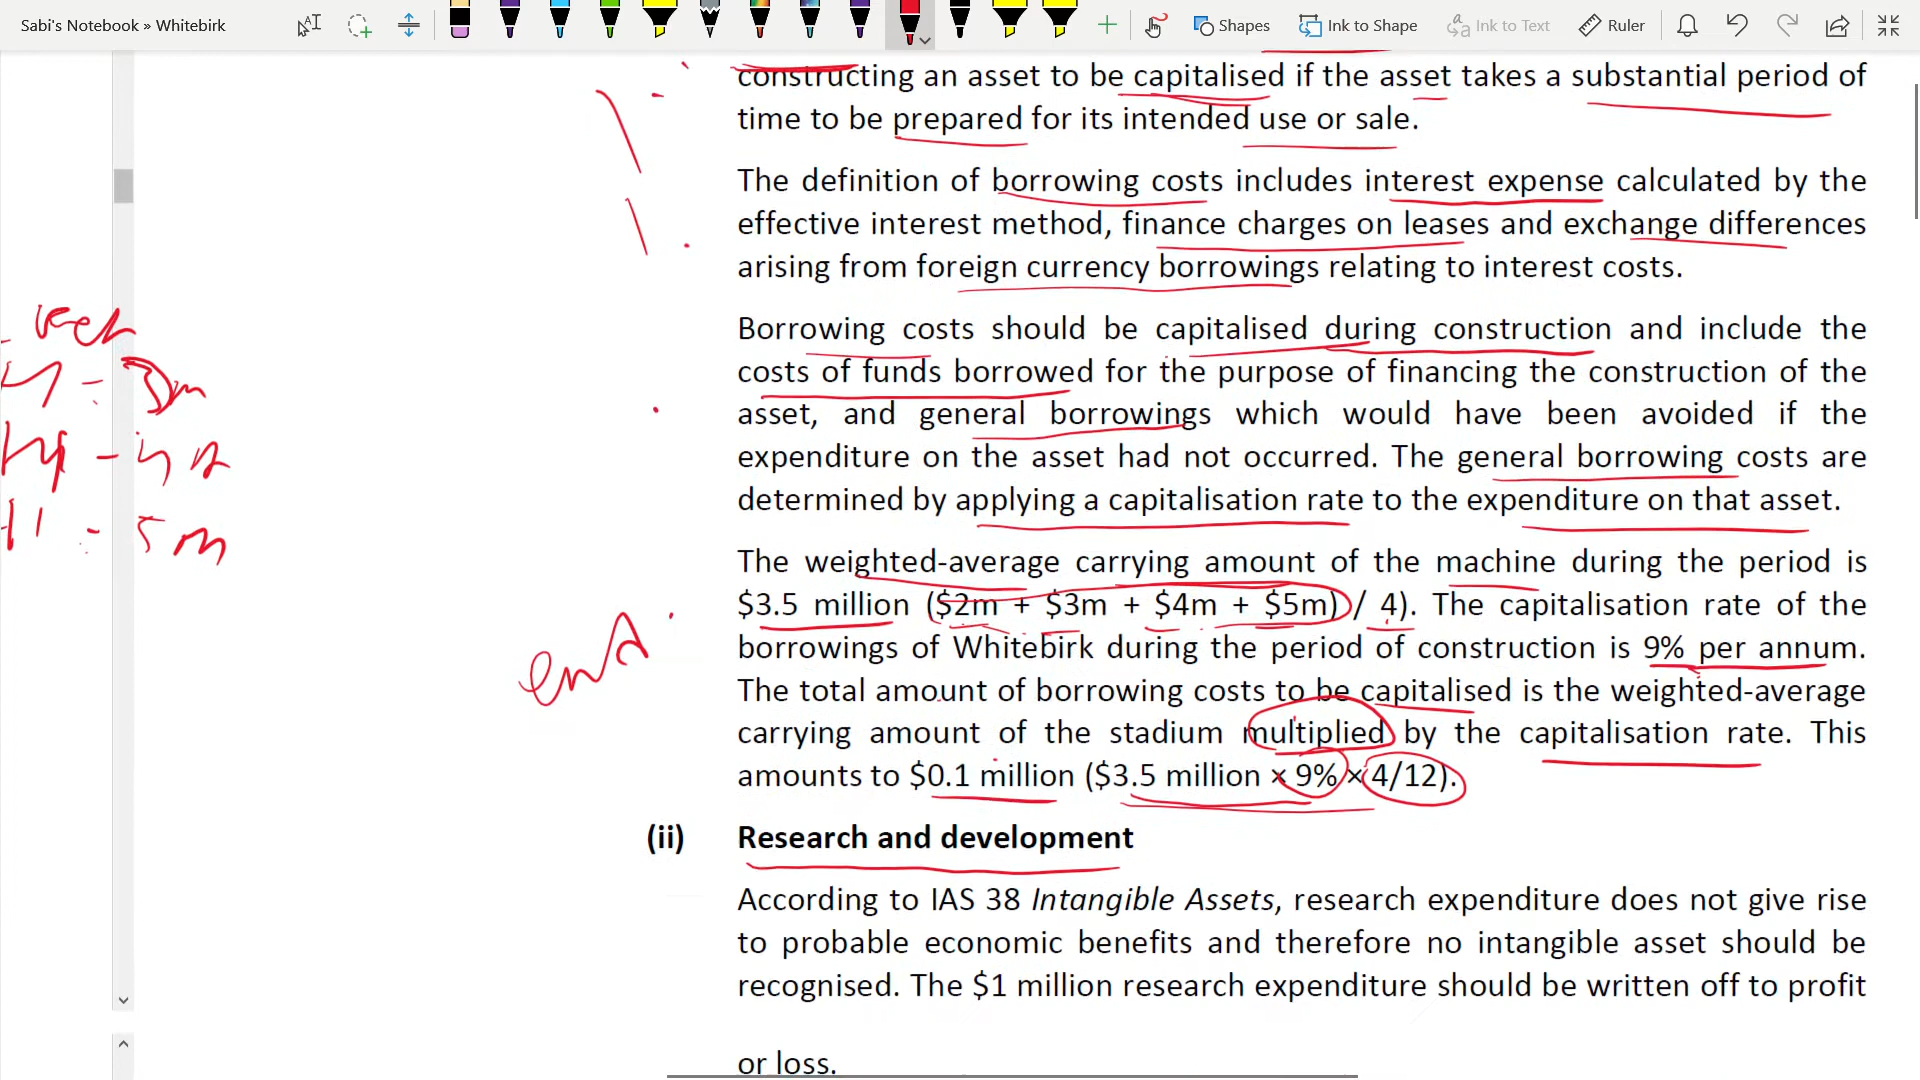 Sabi's Notebook » Whitebirk
Shapes
Ink to Shape
Ink to Text
Ruler
constructing an asset to be capitalised if the asset takes a substantial period of
time to be prepared for its intended use or sale.
The definition of borrowing costs includes interest expense calculated by the
effective interest method, finance charges on leases and exchange differences
arising from foreign currency borrowings relating to interest costs.
Borrowing costs should be capitalised during construction and include the
costs of funds borrowed for the purpose of financing the construction of the
asset, and general borrowings which would have been avoided if the
expenditure on the asset had not occurred. The general borrowing costs are
determined by applying a capitalisation rate to the expenditure on that asset.
The weighted-average carrying amount of the machine during the period is
$3.5 million ($2m + $3m + $4m + $5m) / 4). The capitalisation rate of the
borrowings of Whitebirk during the period of construction is 9% per annum.
The total amount of borrowing costs to be capitalised is the weighted-average
carrying amount of the stadium multiplied by the capitalisation rate. This
amounts to $0.1 million ($3.5 million × 9% × 4/12).
(ii) Research and development
According to IAS 38 Intangible Assets, research expenditure does not give rise
to probable economic benefits and therefore no intangible asset should be
recognised. The $1 million research expenditure should be written off to profit
or loss.
- 3m
- 5m